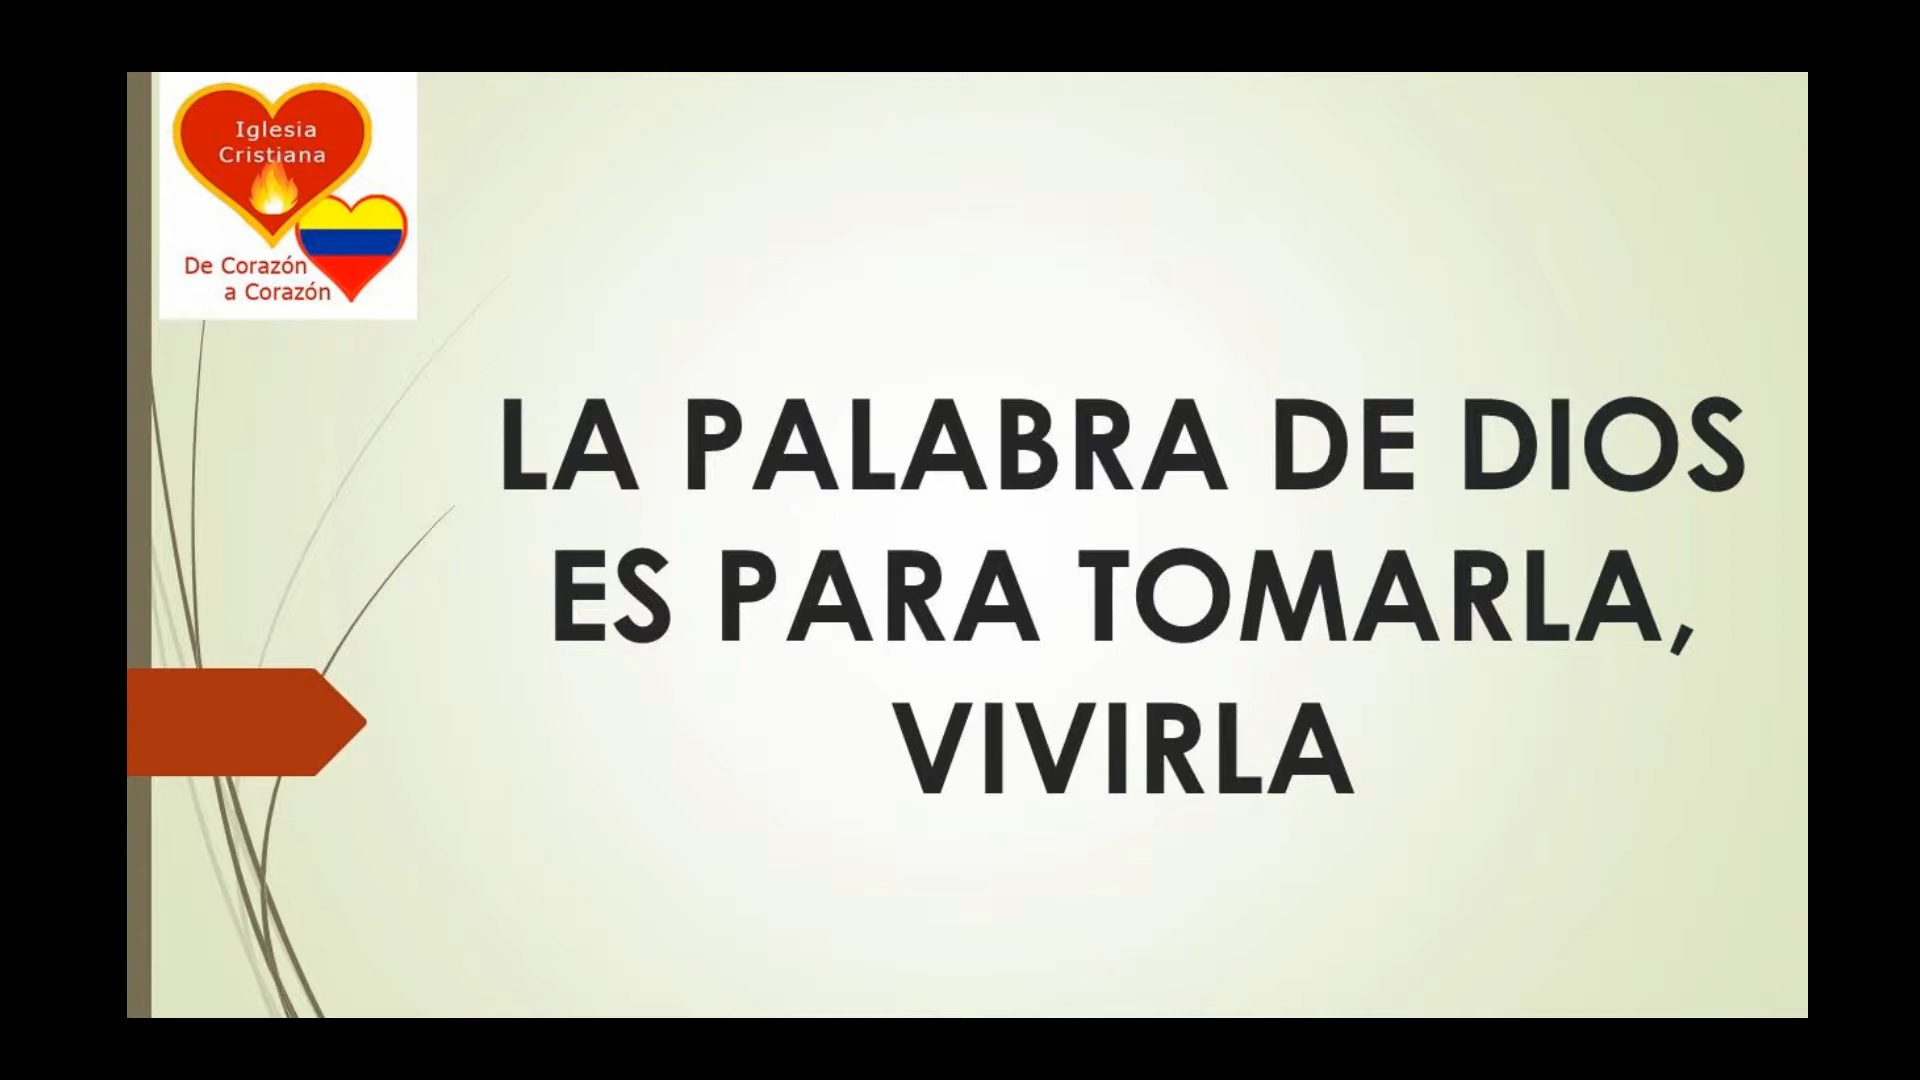 Iglesia
Cristiana
De Corazón
a Corazón
LA PALABRA DE DIOS
ES PARA TOMARLA,
VIVIRLA